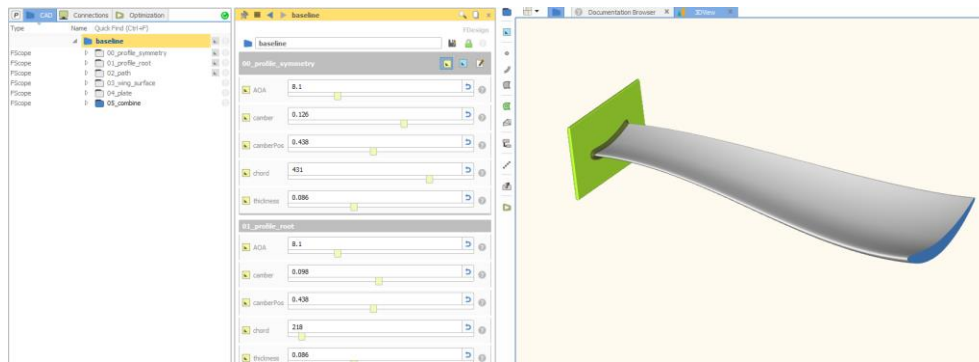 P CAD Connections Optimization
Type Name Quick Find (Ctrl+F)
baseline
FScope 00_profile_symmetry
FScope 01_profile_root
FScope 02_path
FScope 03_wing_surface
FScope 04_plate
FScope 05_combine
baseline
FDesign
baseline
00_profile_symmetry
AOA 8.1
camber 0.126
camberPos 0.438
chord 431
thickness 0.086
01_profile_root
AOA 8.1
camber 0.098
camberPos 0.438
chord 218
thickness 0.086
Documentation Browser 3DView